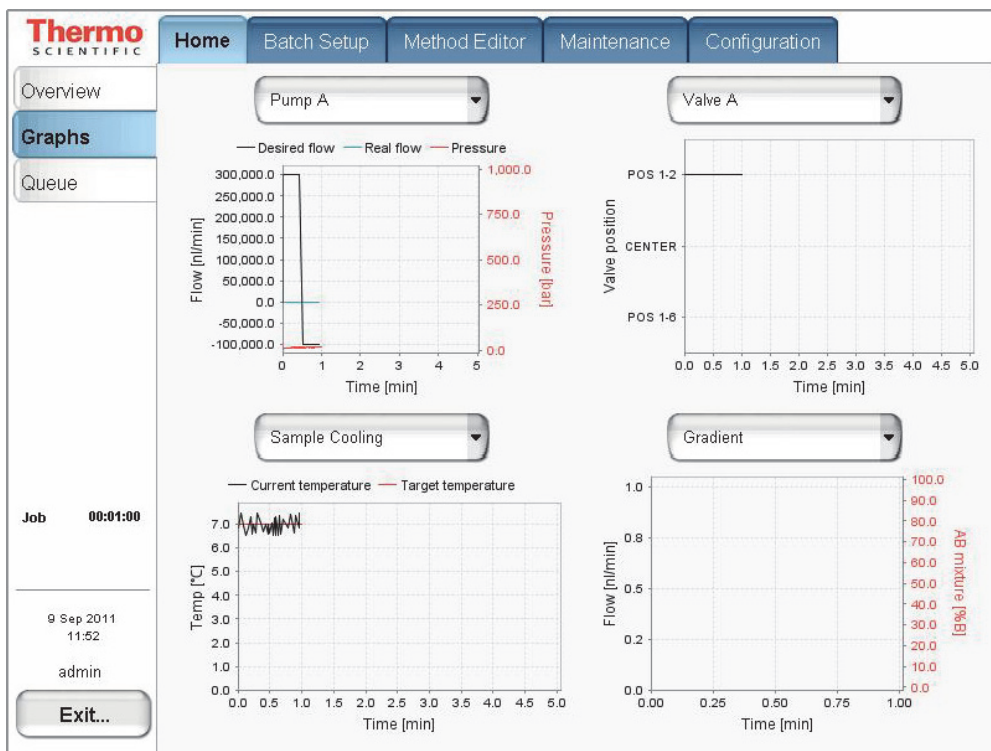 Thermo
SCIENTIFIC
Home
Batch Setup
Method Editor
Maintenance
Configuration
Overview
Graphs
Queue
Pump A
Desired flow
Real flow
Pressure
300,000.0
250,000.0
200,000.0
150,000.0
100,000.0
50,000.0
0.0
-50,000.0
-100,000.0
Flow [nl/min]
1,000.0
750.0
500.0
250.0
0.0
Pressure [bar]
0 1 2 3 4 5
Time [min]
Valve A
POS 1-2
CENTER
POS 1-6
Valve position
0.0 0.5 1.0 1.5 2.0 2.5 3.0 3.5 4.0 4.5 5.0
Time [min]
Sample Cooling
Current temperature
Target temperature
7.0
6.0
5.0
4.0
3.0
2.0
1.0
0.0
Temp [°C]
0.0 0.5 1.0 1.5 2.0 2.5 3.0 3.5 4.0 4.5 5.0
Time [min]
Gradient
1.0
0.8
0.5
0.2
0.0
Flow [nl/min]
100.0
90.0
80.0
70.0
60.0
50.0
40.0
30.0
20.0
10.0
0.0
AB mixture [%B]
0.00 0.25 0.50 0.75 1.00
Time [min]
Job 00:01:00
9 Sep 2011
11:52
admin
Exit...